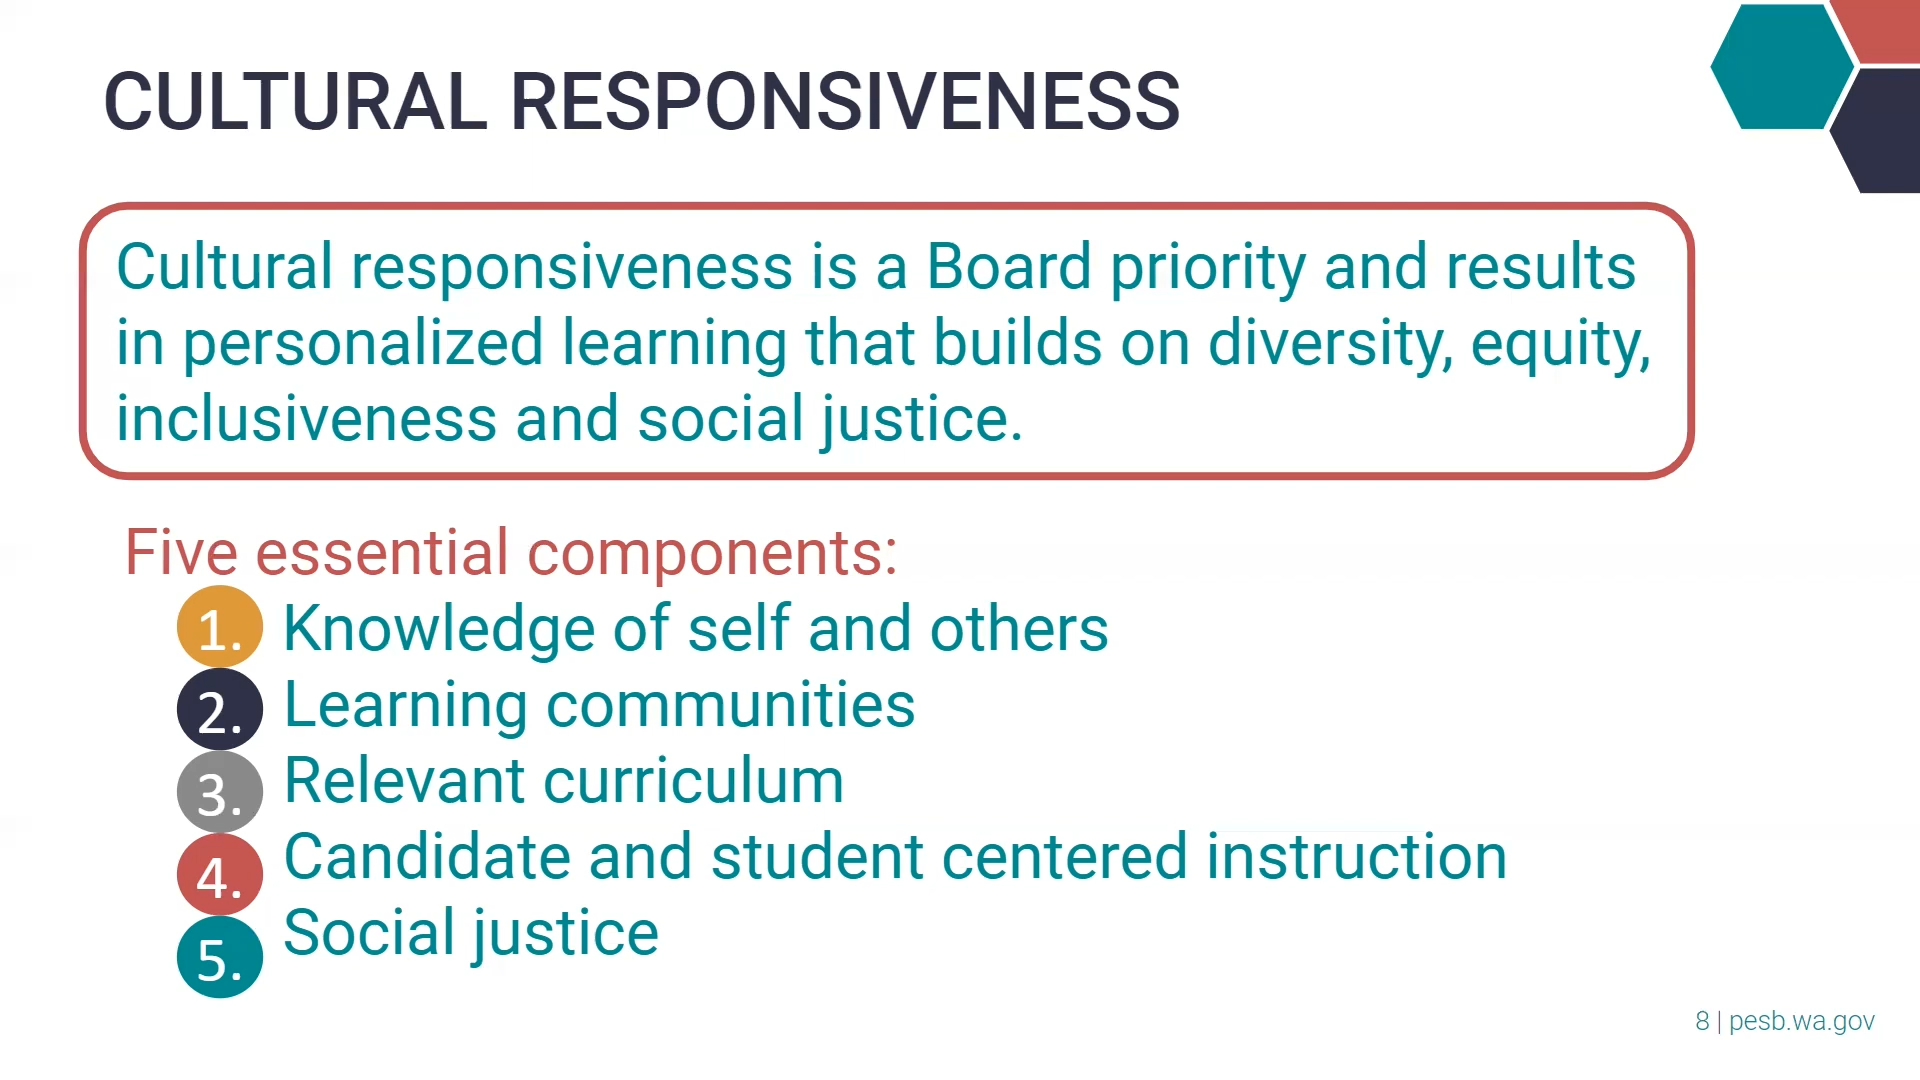 CULTURAL RESPONSIVENESS
Cultural responsiveness is a Board priority and results
in personalized learning that builds on diversity, equity,
inclusiveness and social justice.
Five essential components:
1. Knowledge of self and others
2. Learning communities
3. Relevant curriculum
4. Candidate and student centered instruction
5. Social justice
8 | pesb.wa.gov